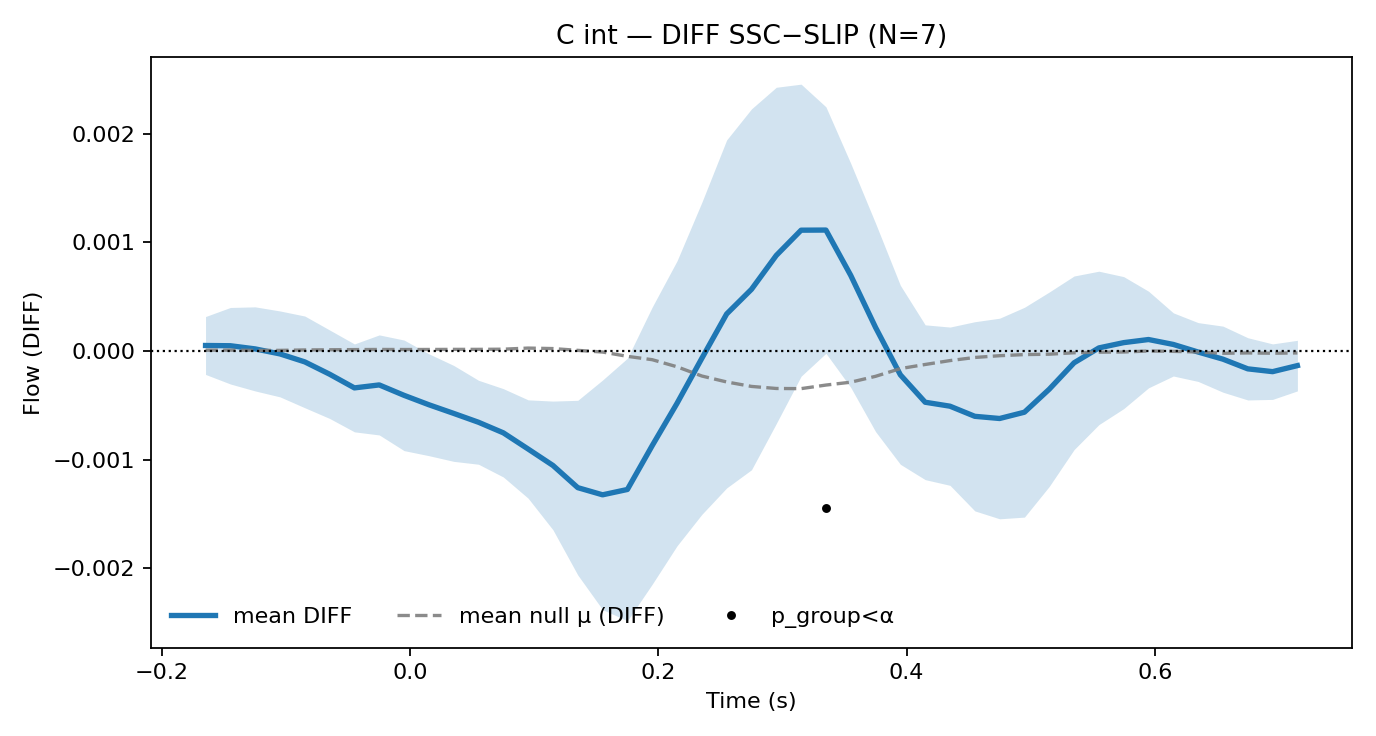 C int — DIFF SSC−SLIP (N=7)
Flow (DIFF)
0.002
0.001
0.000
−0.001
−0.002
mean DIFF
mean null μ (DIFF)
p_group<α
−0.2
0.0
0.2
0.4
0.6
Time (s)